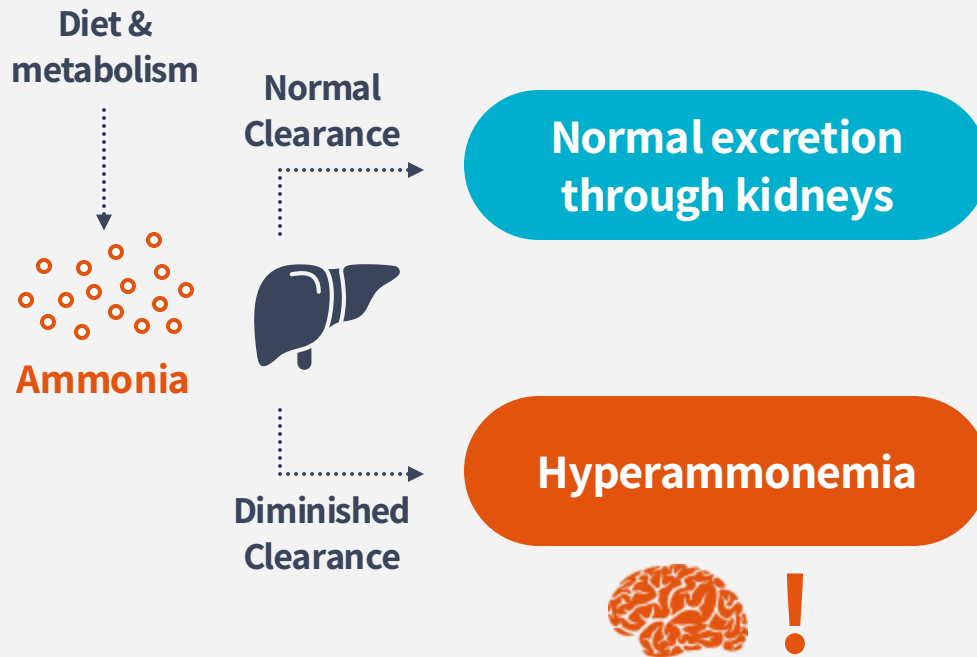 Diet &
metabolism
Normal
Clearance
Normal excretion
through kidneys
Ammonia
Hyperammonemia
Diminished
Clearance
!